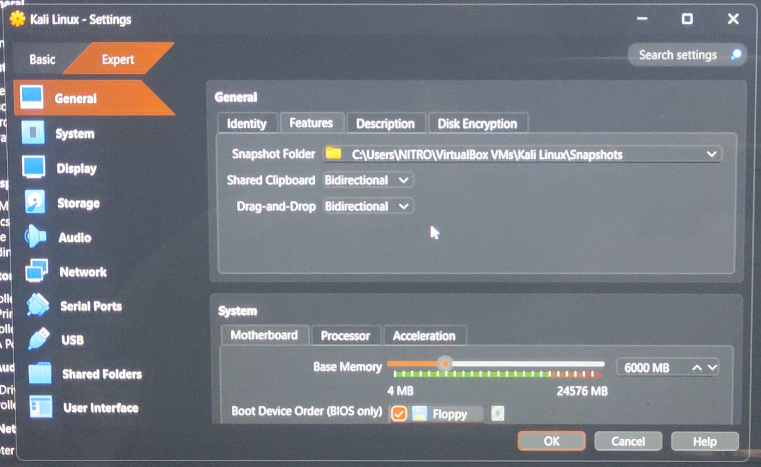 Kali Linux - Settings
Basic Expert Search settings
General
System
Display
Storage
Audio
Network
Serial Ports
USB
Shared Folders
User Interface
General
Identity Features Description Disk Encryption
Snapshot Folder C:\Users\NITRO\VirtualBox VMs\Kali Linux\Snapshots
Shared Clipboard Bidirectional
Drag-and-Drop Bidirectional
System
Motherboard Processor Acceleration
Base Memory 6000 MB
4 MB 24576 MB
Boot Device Order (BIOS only) Floppy
OK Cancel Help